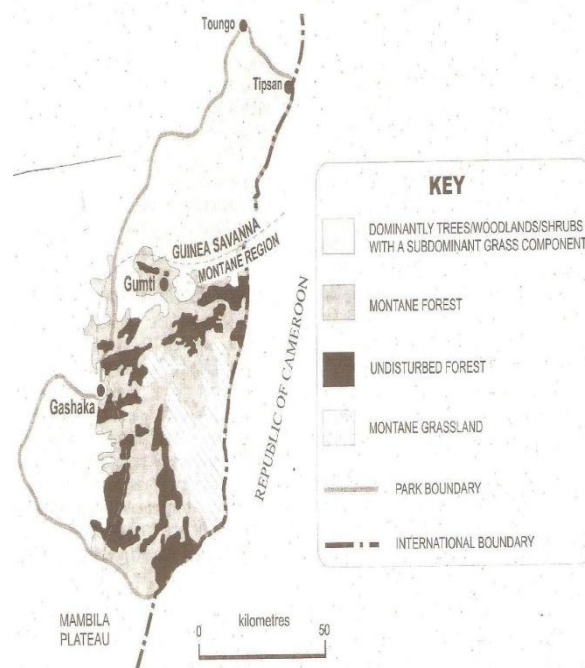 Toungo
Tipsan
GUINEA SAVANNA
MONTANE REGION
Gumti
Gashaka
REPUBLIC OF CAMEROON
MAMBILA
PLATEAU
kilometres
0 50
KEY
DOMINANTLY TREES/WOODLANDS/SHRUBS
WITH A SUBDOMINANT GRASS COMPONENT
MONTANE FOREST
UNDISTURBED FOREST
MONTANE GRASSLAND
PARK BOUNDARY
INTERNATIONAL BOUNDARY